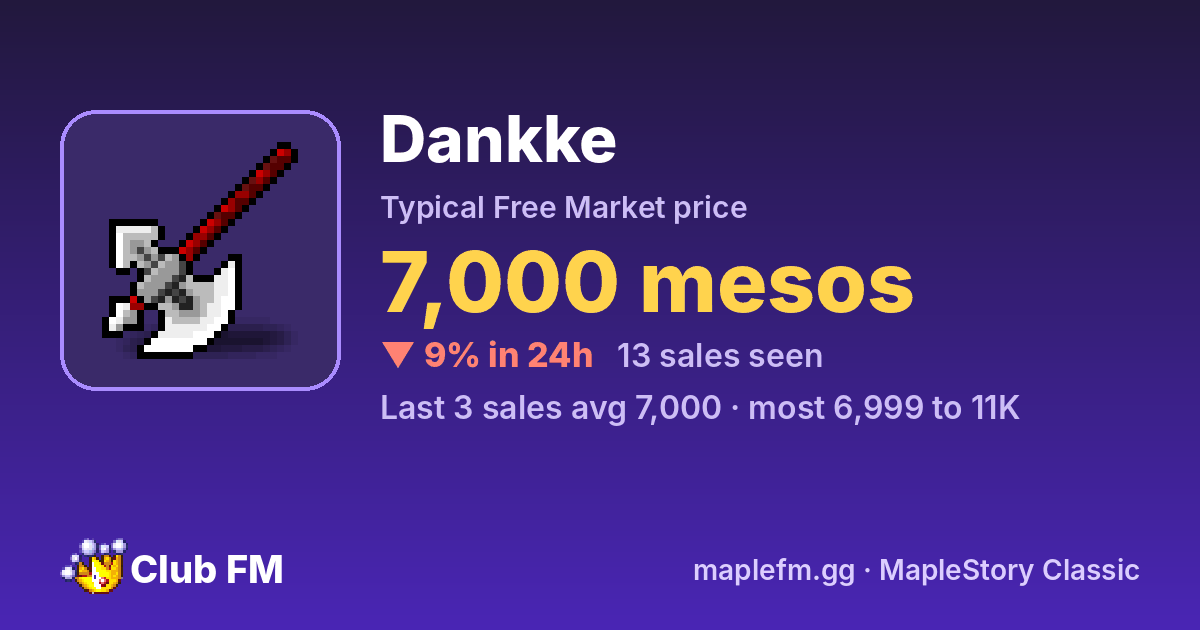 Dankke
Typical Free Market price
7,000 mesos
▼ 9% in 24h 13 sales seen
Last 3 sales avg 7,000 · most 6,999 to 11K
Club FM
maplefm.gg · MapleStory Classic